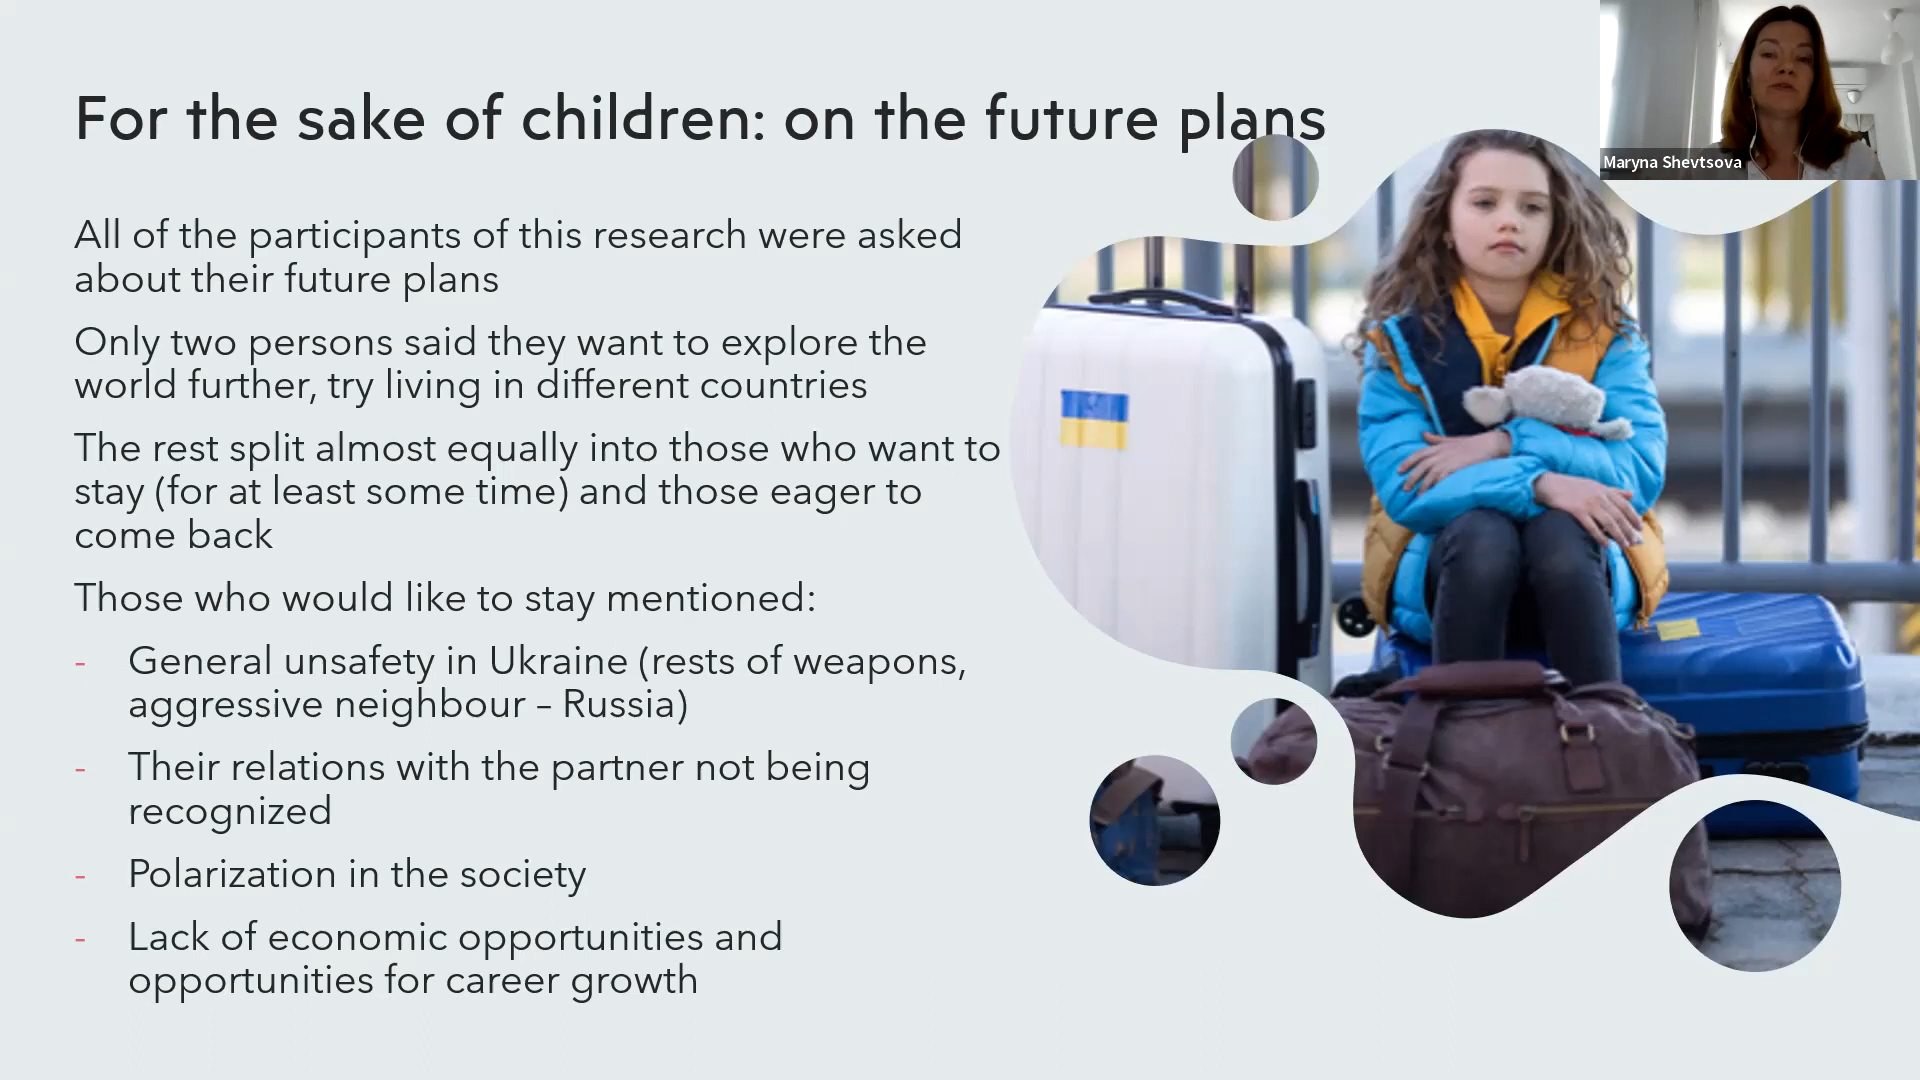 For the sake of children: on the future plans
Maryna Shevtsova
All of the participants of this research were asked
about their future plans
Only two persons said they want to explore the
world further, try living in different countries
The rest split almost equally into those who want to
stay (for at least some time) and those eager to
come back
Those who would like to stay mentioned:
- General unsafety in Ukraine (rests of weapons,
aggressive neighbour – Russia)
- Their relations with the partner not being
recognized
- Polarization in the society
- Lack of economic opportunities and
opportunities for career growth